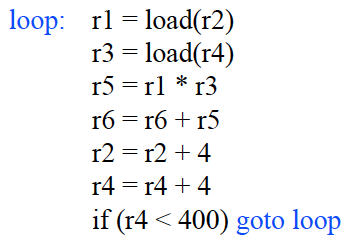 loop: r1 = load(r2)
r3 = load(r4)
r5 = r1 * r3
r6 = r6 + r5
r2 = r2 + 4
r4 = r4 + 4
if (r4 < 400) goto loop